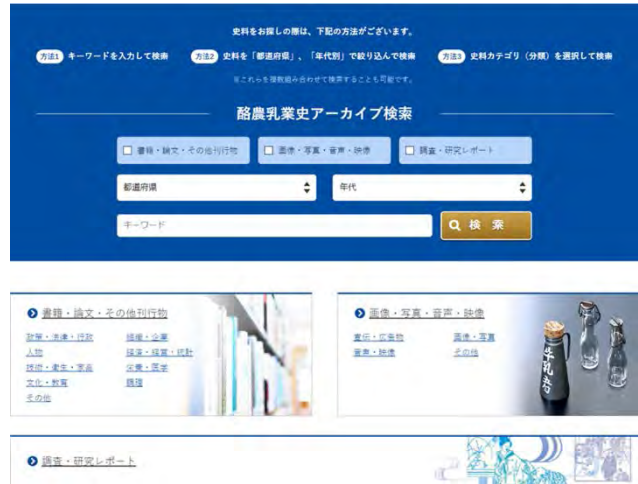 史料をお探しの際は、下記の方法がございます。
方法1 キーワードを入力して検索 方法2 史料を「都道府県」、「年代別」で絞り込んで検索 方法3 史料カテゴリ(分類)を選択して検索
※これらを複数組み合わせて検索することも可能です。
酪農乳業史アーカイブ検索
書籍・論文・その他刊行物 画像・写真・音声・映像 調査・研究レポート
都道府県 年代
キーワード 検 索
書籍・論文・その他刊行物 画像・写真・音声・映像
政策・法律・行政 組織・企業 宣伝・広告物 画像・写真
人物 経済・経営・統計 音声・映像 その他
技術・衛生・家畜 栄養・医学
文化・教育 調理
その他
調査・研究レポート